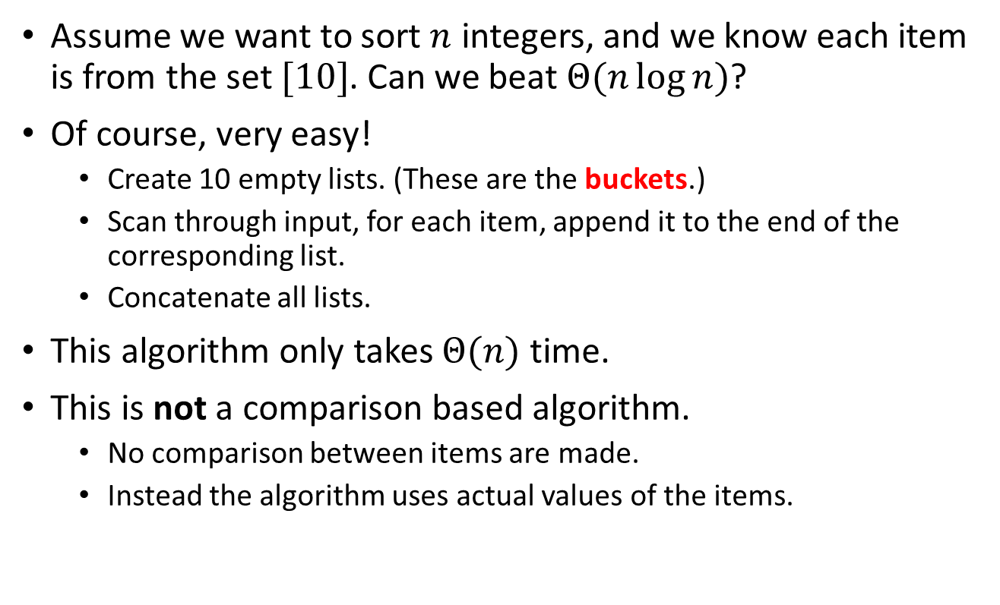 • Assume we want to sort n integers, and we know each item
is from the set [10]. Can we beat Θ(n log n)?
• Of course, very easy!
• Create 10 empty lists. (These are the buckets.)
• Scan through input, for each item, append it to the end of the
corresponding list.
• Concatenate all lists.
• This algorithm only takes Θ(n) time.
• This is not a comparison based algorithm.
• No comparison between items are made.
• Instead the algorithm uses actual values of the items.